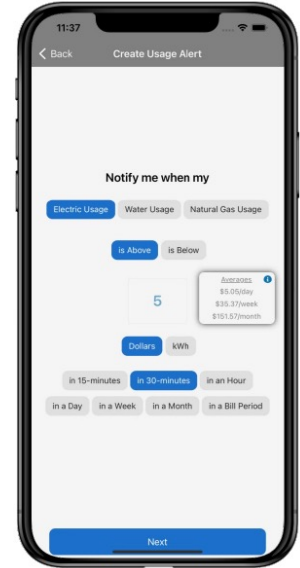 11:37
Back Create Usage Alert
Notify me when my
Electric Usage Water Usage Natural Gas Usage
is Above is Below
Averages
$5.05/day
5 $35.37/week
$151.57/month
Dollars kWh
in 15-minutes in 30-minutes in an Hour
in a Day in a Week in a Month in a Bill Period
Next